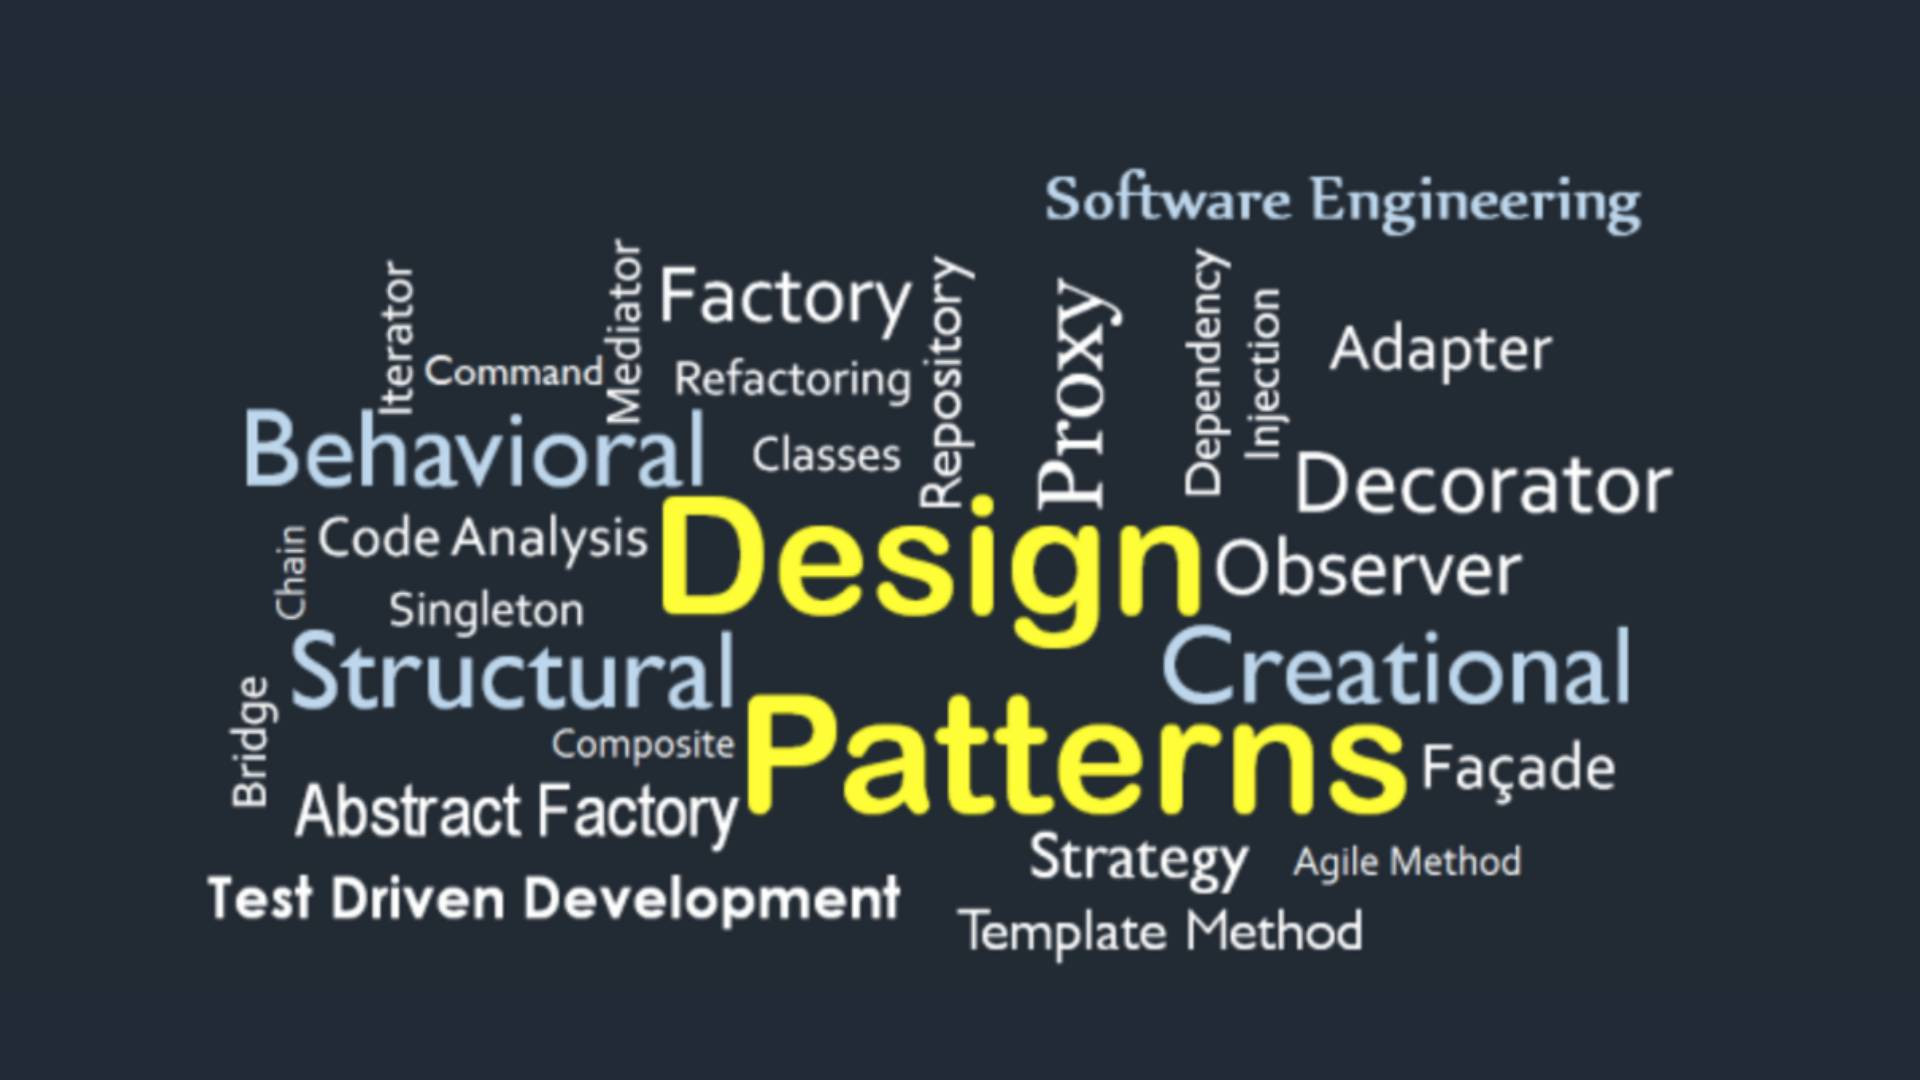 Software Engineering
Iterator
Command
Mediator
Factory
Refactoring
Repository
Proxy
Dependency
Injection
Adapter
Behavioral
Classes
Decorator
Chain
Code Analysis
Design
Observer
Singleton
Structural
Creational
Bridge
Composite
Patterns
Façade
Abstract Factory
Strategy
Agile Method
Test Driven Development
Template Method